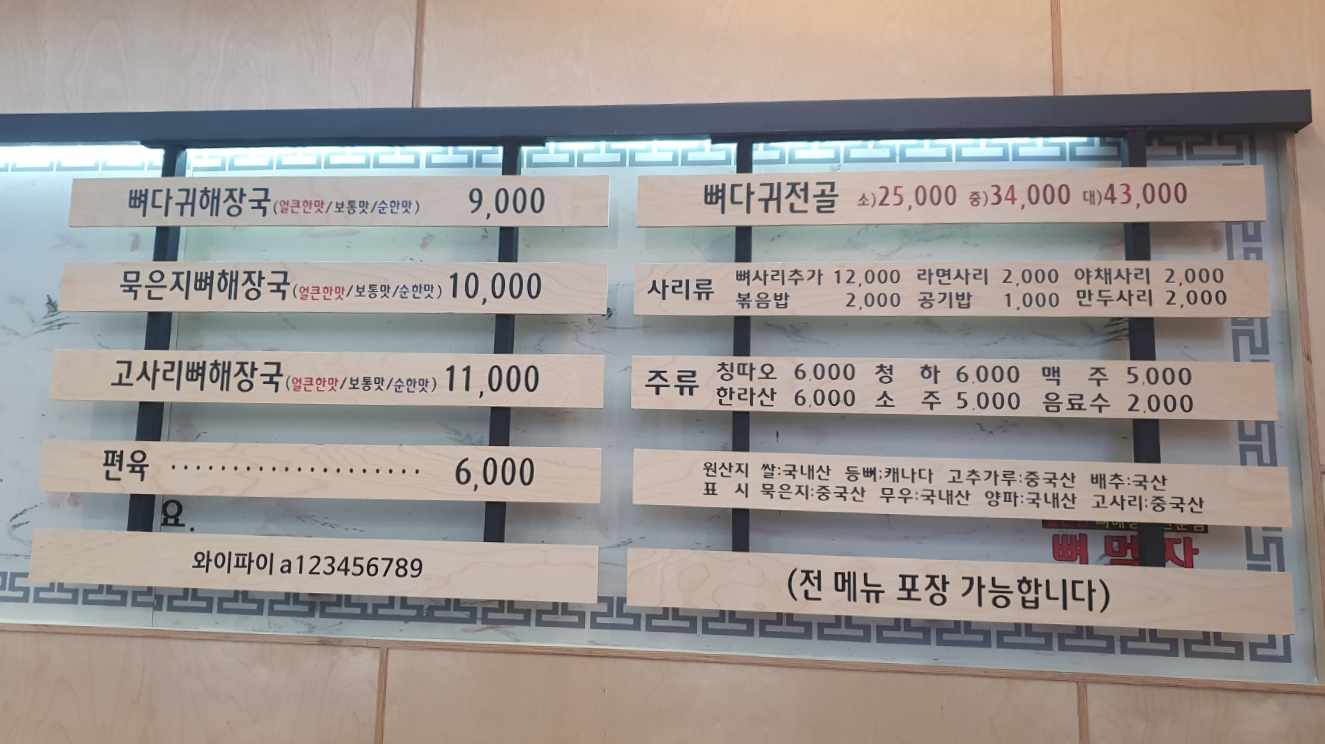 뼈다귀해장국(얼큰한맛/보통맛/순한맛) 9,000
묵은지뼈해장국(얼큰한맛/보통맛/순한맛) 10,000
고사리뼈해장국(얼큰한맛/보통맛/순한맛) 11,000
편육 ····················· 6,000
요.
와이파이 a123456789
뼈다귀전골 소)25,000 중)34,000 대)43,000
사리류 뼈사리추가 12,000 라면사리 2,000 야채사리 2,000
볶음밥 2,000 공기밥 1,000 만두사리 2,000
주류 칭따오 6,000 청 하 6,000 맥 주 5,000
한라산 6,000 소 주 5,000 음료수 2,000
원산지 쌀:국내산 등뼈:캐나다 고추가루:중국산 배추:국산
표 시 묵은지:중국산 무우:국내산 양파:국내산 고사리:중국산
(전 메뉴 포장 가능합니다)